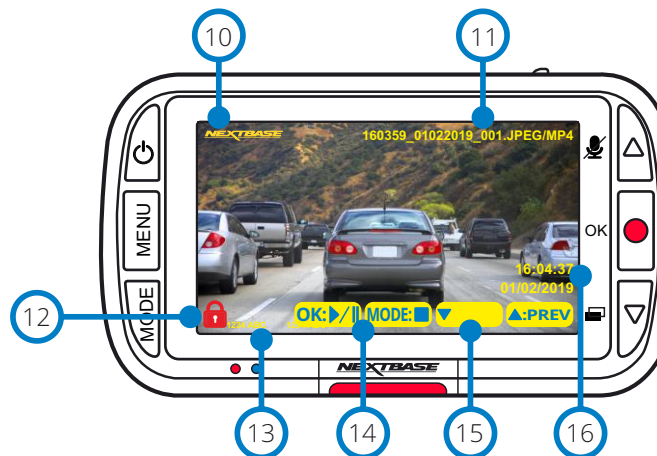 10
11
NEXTBASE
160359_01022019_001.JPEG/MP4
MENU
OK
16:04:37
01/02/2019
MODE
12
OK: ▶/⏸
MODE: ■
▼
▲:PREV
NEXTBASE
13
14
15
16